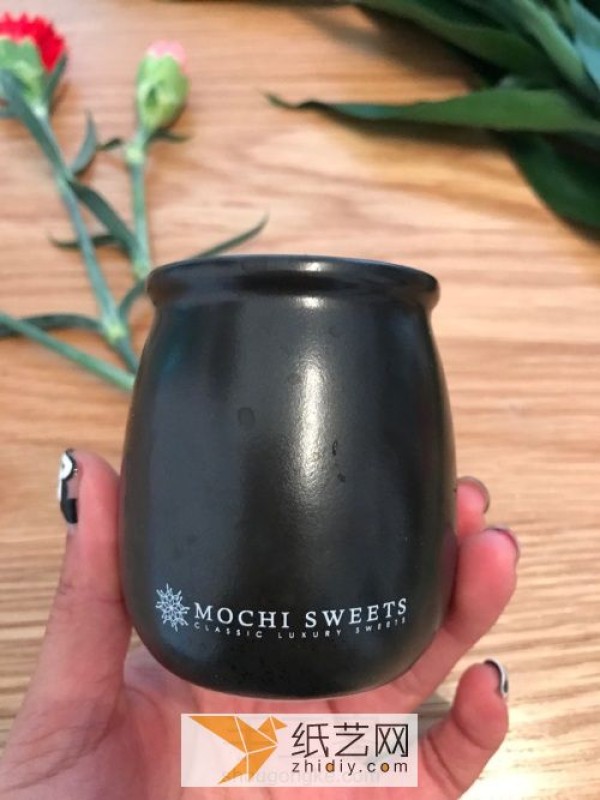 MOCHI SWEETS
CLASSIC LUXURY SWEETS
纸艺网
zhidiy.com